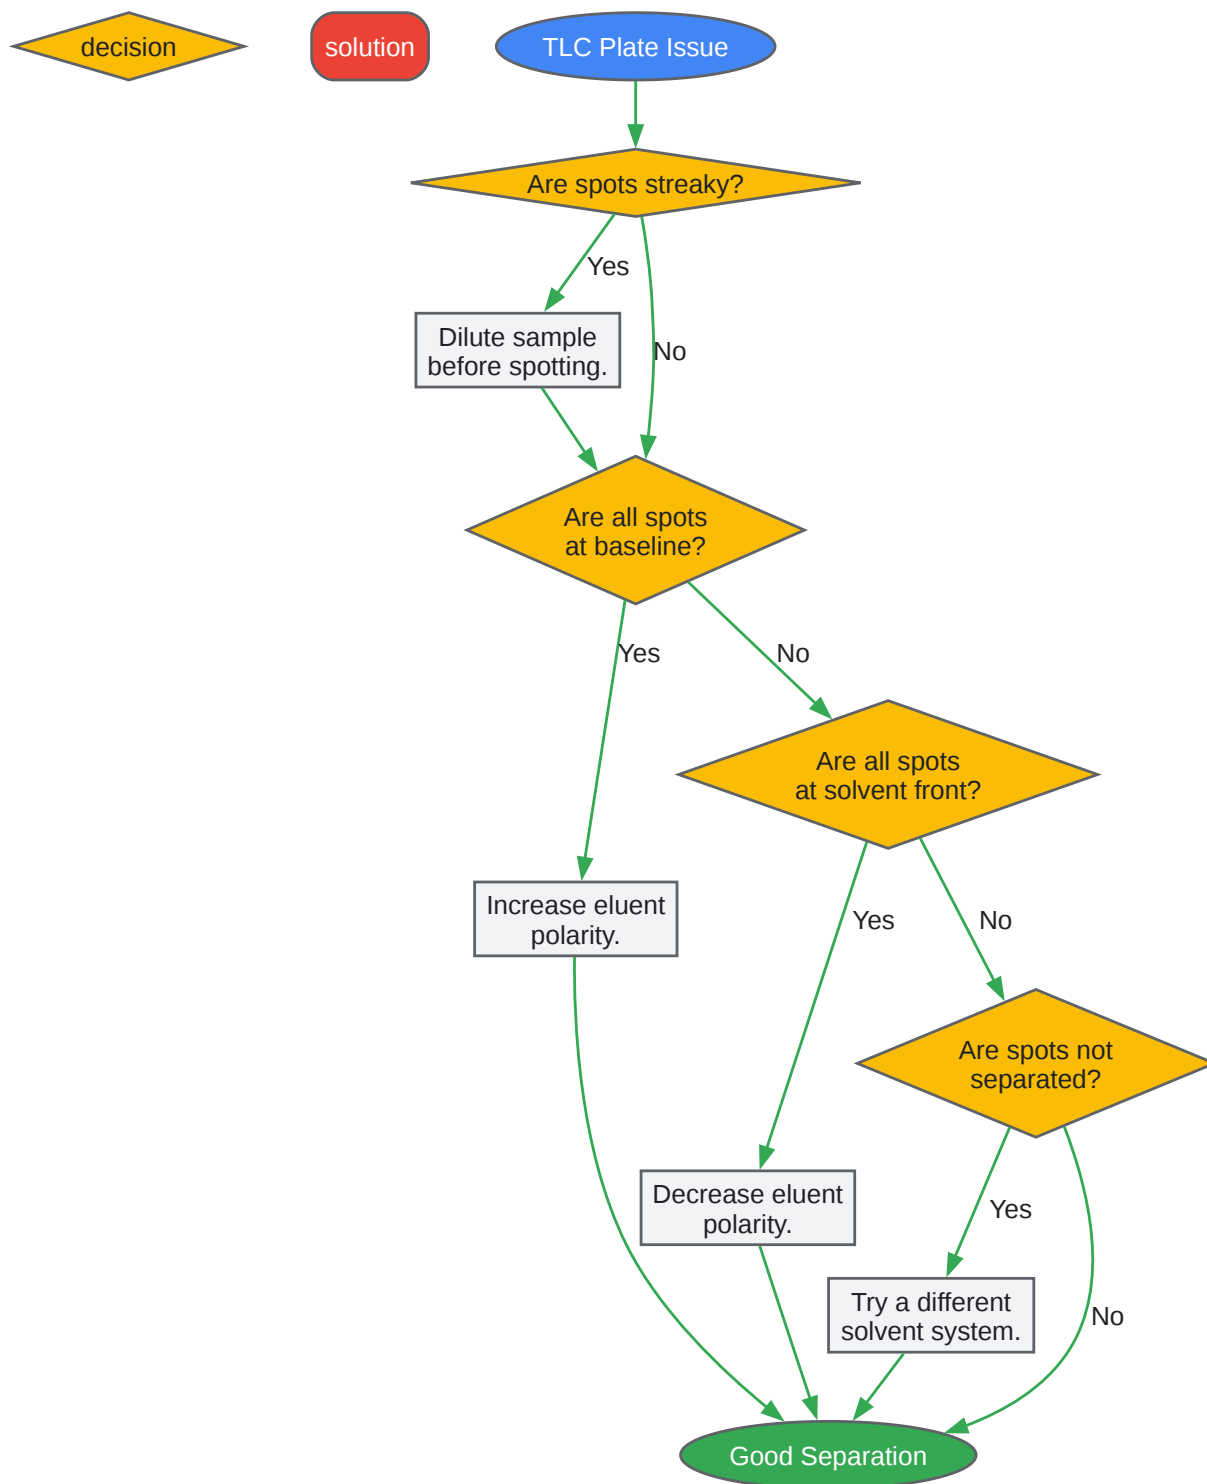 decision
solution
TLC Plate Issue
Are spots streaky?
Yes
Dilute sample
before spotting.
No
Are all spots
at baseline?
Yes
No
Are all spots
at solvent front?
Increase eluent
polarity.
Yes
No
Are spots not
separated?
Decrease eluent
polarity.
Yes
Try a different
solvent system.
No
Good Separation